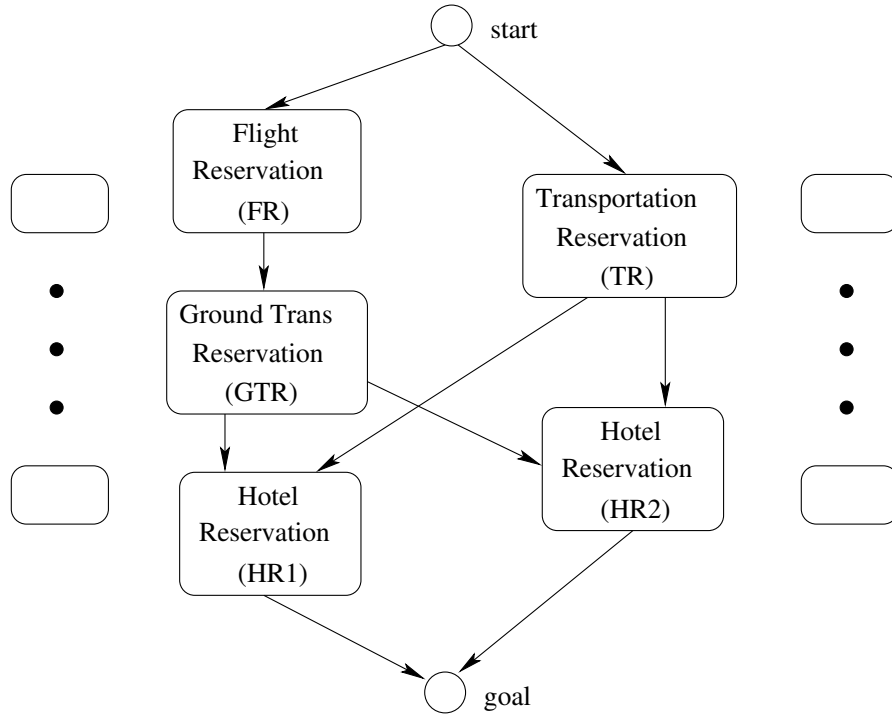 start
Flight
Reservation
(FR)
Transportation
Reservation
(TR)
Ground Trans
Reservation
(GTR)
Hotel
Reservation
(HR2)
Hotel
Reservation
(HR1)
goal